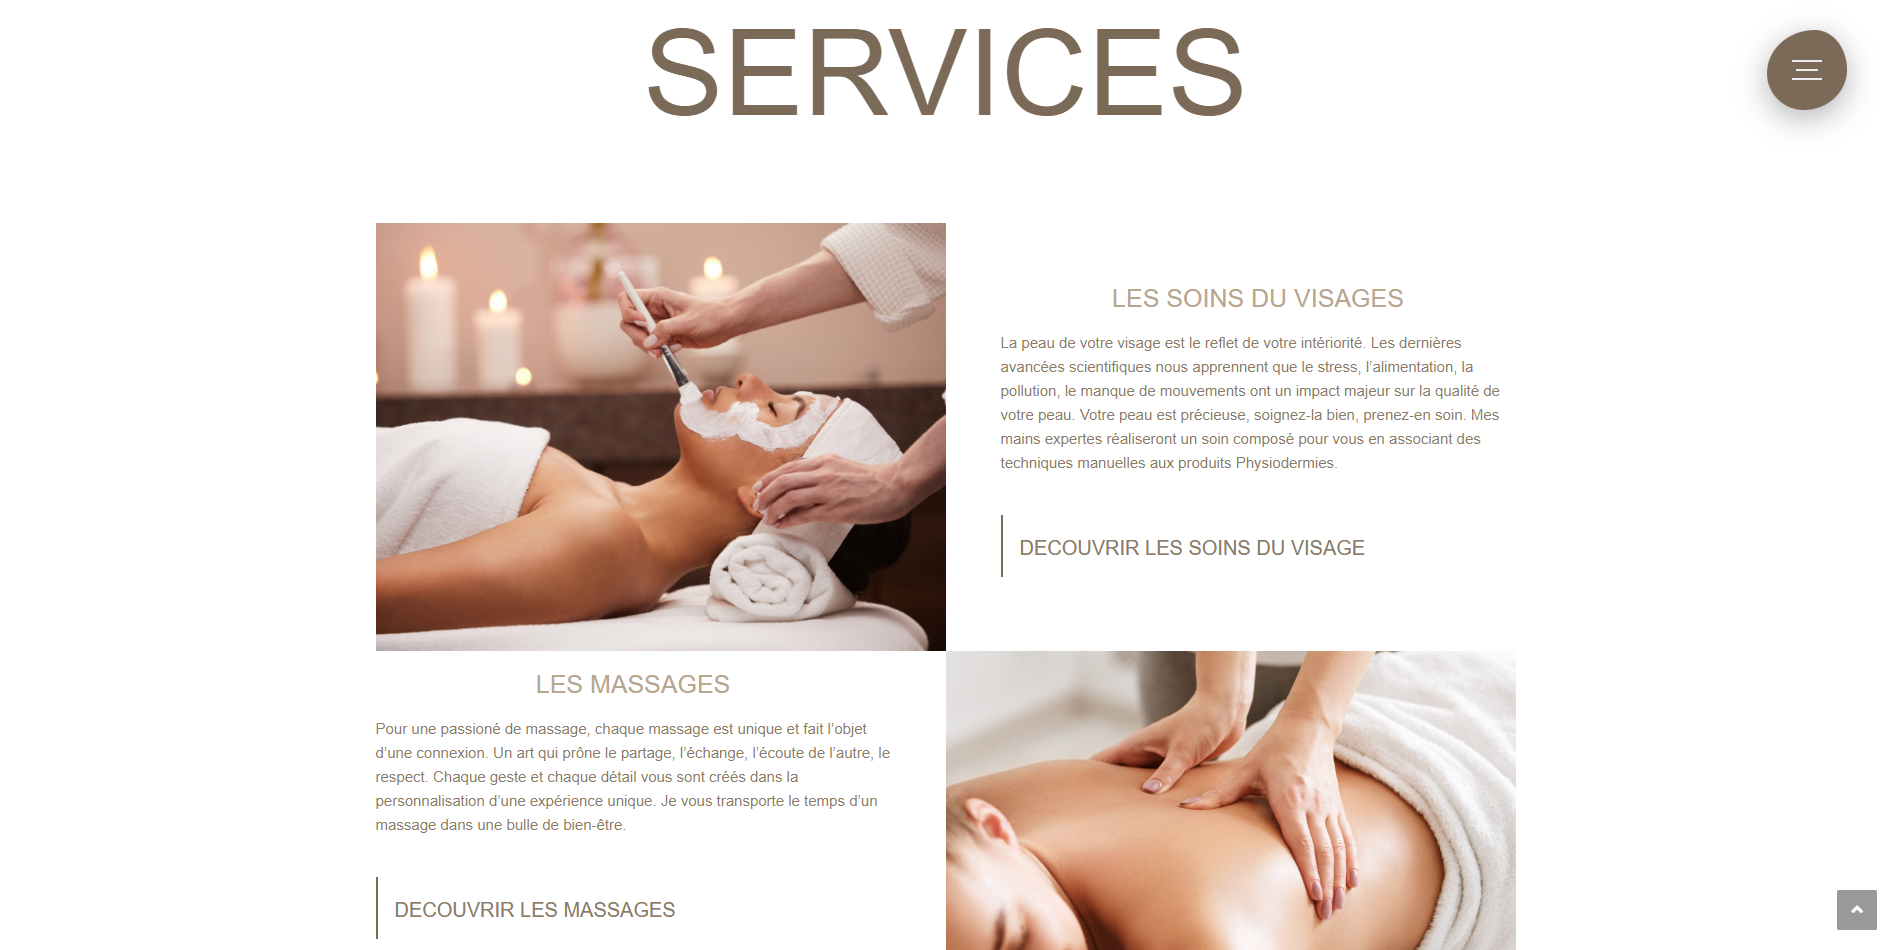 SERVICES
LES SOINS DU VISAGES
La peau de votre visage est le reflet de votre intériorité. Les dernières
avancées scientifiques nous apprennent que le stress, l’alimentation, la
pollution, le manque de mouvements ont un impact majeur sur la qualité de
votre peau. Votre peau est précieuse, soignez-la bien, prenez-en soin. Mes
mains expertes réaliseront un soin composé pour vous en associant des
techniques manuelles aux produits Physiodermies.
DECOUVRIR LES SOINS DU VISAGE
LES MASSAGES
Pour une passioné de massage, chaque massage est unique et fait l’objet
d’une connexion. Un art qui prône le partage, l’échange, l’écoute de l’autre, le
respect. Chaque geste et chaque détail vous sont créés dans la
personnalisation d’une expérience unique. Je vous transporte le temps d’un
massage dans une bulle de bien-être.
DECOUVRIR LES MASSAGES